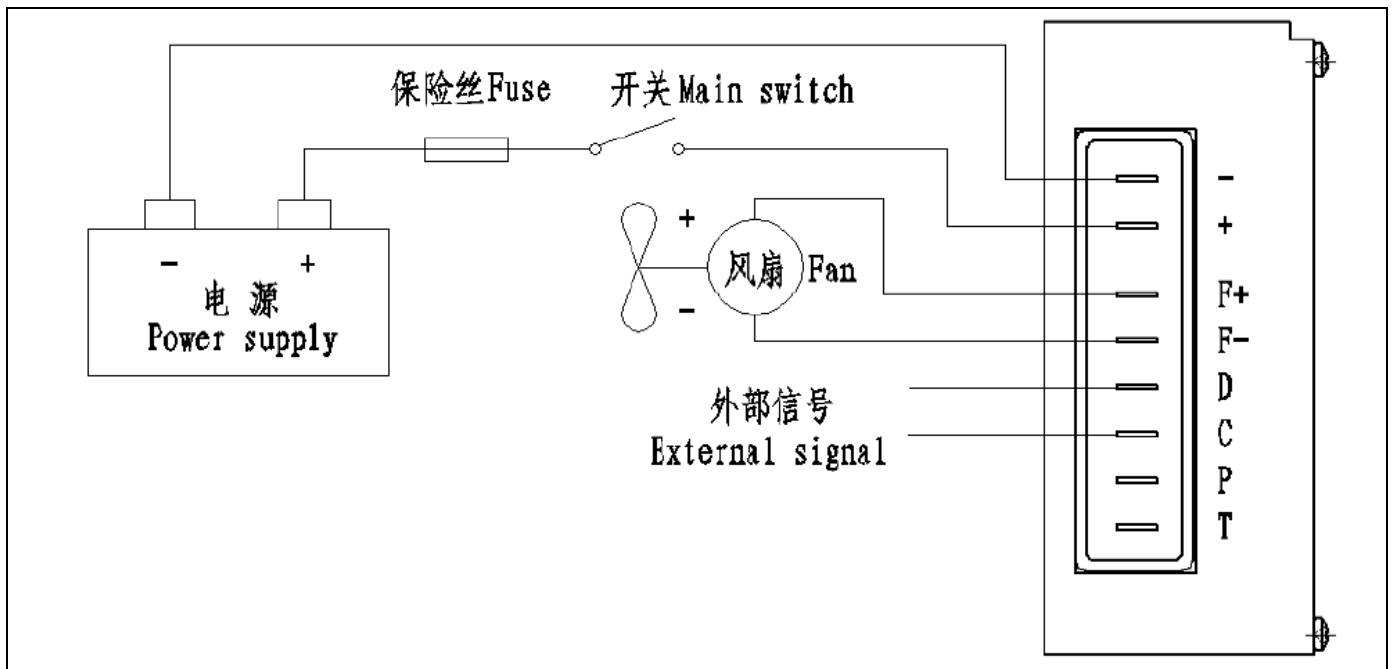 保险丝Fuse
开关Main switch
-
+
+
风扇 Fan
-
- +
电 源
Power supply
F+
F-
外部信号
External signal
D
C
P
T